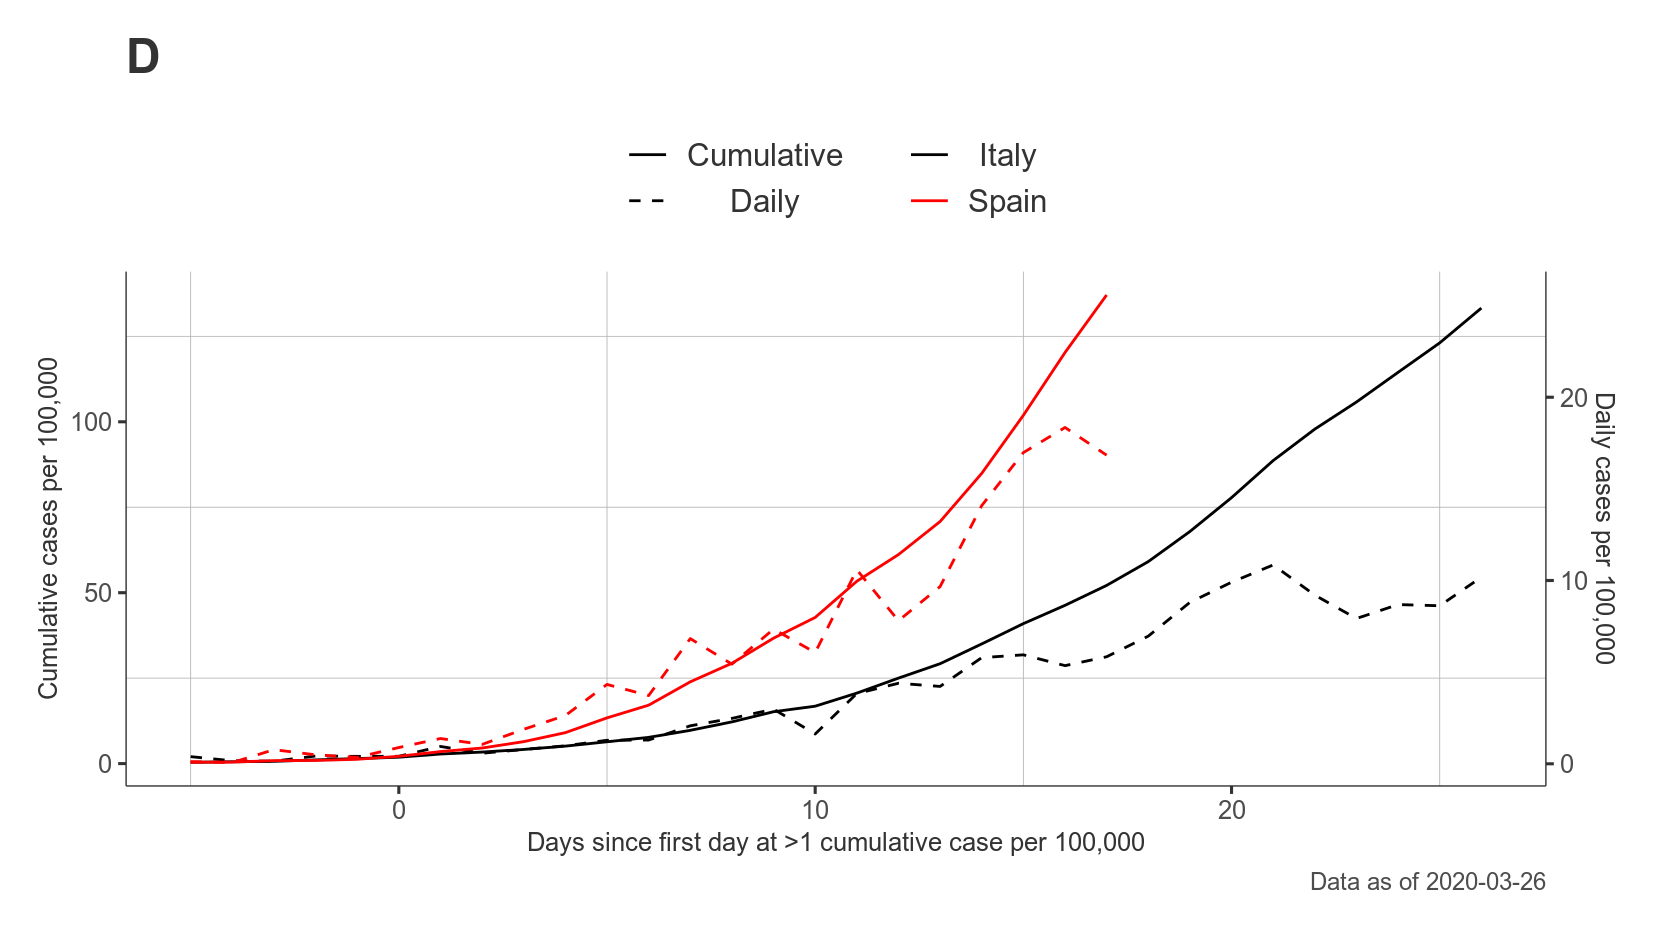 D
Cumulative
Italy
Daily
Spain
Cumulative cases per 100,000
100
50
0
20
10
0
Daily cases per 100,000
0
10
20
Days since first day at >1 cumulative case per 100,000
Data as of 2020-03-26